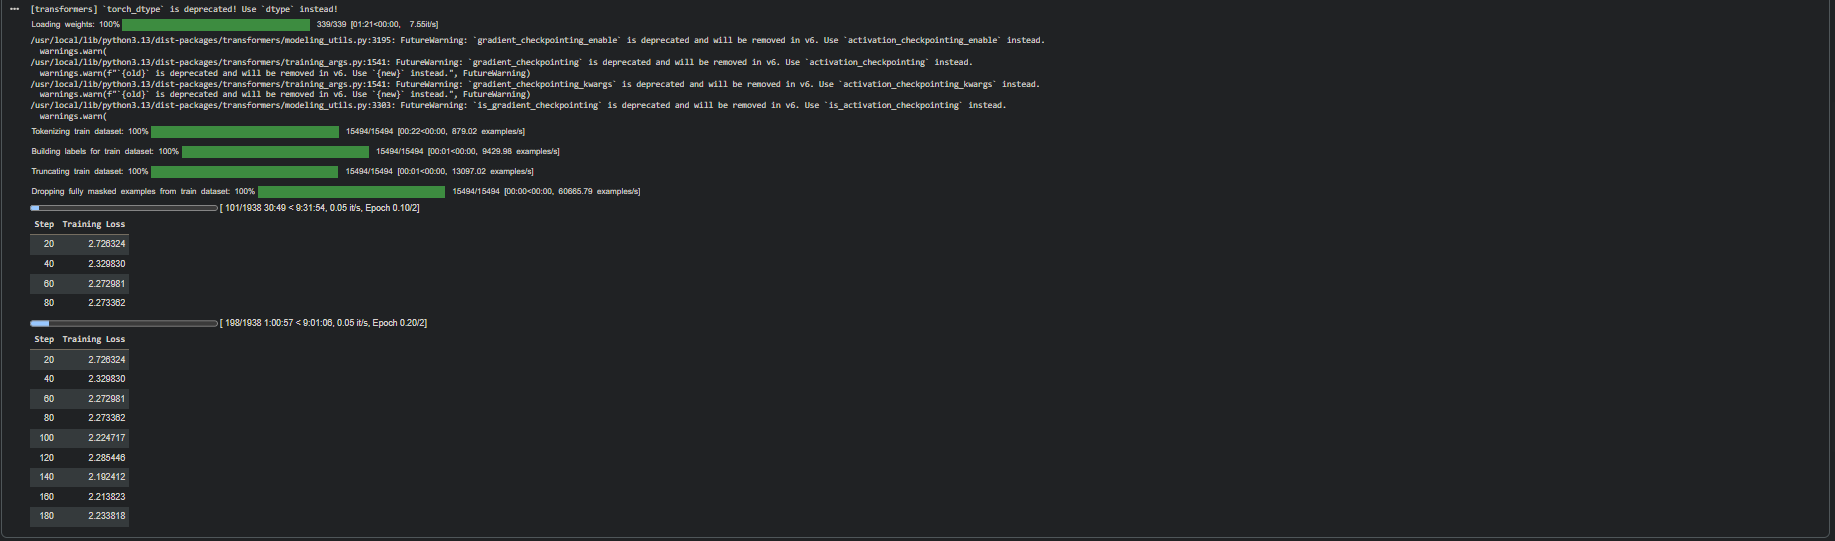 [transformers] `torch_dtype` is deprecated! Use `dtype` instead!
Loading weights: 100% 339/339 [01:21<00:00, 7.55it/s]
/usr/local/lib/python3.13/dist-packages/transformers/modeling_utils.py:3195: FutureWarning: `gradient_checkpointing_enable` is deprecated and will be removed in v6. Use `activation_checkpointing_enable` instead.
warnings.warn(
/usr/local/lib/python3.13/dist-packages/transformers/training_args.py:1541: FutureWarning: `gradient_checkpointing` is deprecated and will be removed in v6. Use `activation_checkpointing` instead.
warnings.warn(f"`{old}` is deprecated and will be removed in v6. Use `{new}` instead.", FutureWarning)
/usr/local/lib/python3.13/dist-packages/transformers/training_args.py:1541: FutureWarning: `gradient_checkpointing_kwargs` is deprecated and will be removed in v6. Use `activation_checkpointing_kwargs` instead.
warnings.warn(f"`{old}` is deprecated and will be removed in v6. Use `{new}` instead.", FutureWarning)
/usr/local/lib/python3.13/dist-packages/transformers/modeling_utils.py:3303: FutureWarning: `is_gradient_checkpointing` is deprecated and will be removed in v6. Use `is_activation_checkpointing` instead.
warnings.warn(
Tokenizing train dataset: 100% 15494/15494 [00:22<00:00, 879.02 examples/s]
Building labels for train dataset: 100% 15494/15494 [00:01<00:00, 9429.98 examples/s]
Truncating train dataset: 100% 15494/15494 [00:01<00:00, 13097.02 examples/s]
Dropping fully masked examples from train dataset: 100% 15494/15494 [00:00<00:00, 60665.79 examples/s]
[ 101/1938 30:49 < 9:31:54, 0.05 it/s, Epoch 0.10/2]
Step Training Loss
20 2.726324
40 2.329830
60 2.272981
80 2.273362
[ 198/1938 1:00:57 < 9:01:06, 0.05 it/s, Epoch 0.20/2]
Step Training Loss
20 2.726324
40 2.329830
60 2.272981
80 2.273362
100 2.224717
120 2.285446
140 2.192412
160 2.213823
180 2.233818